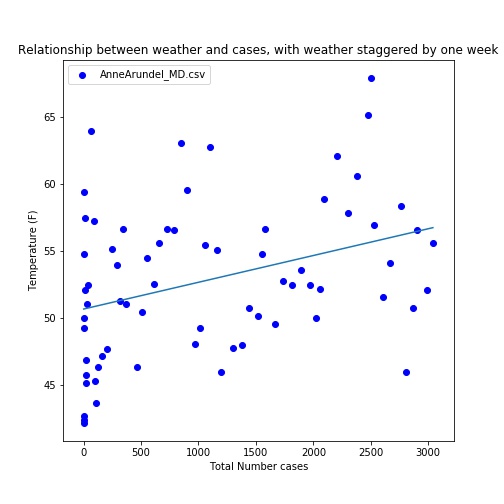 Relationship between weather and cases, with weather staggered by one week
AnneArundel_MD.csv
65
60
55
50
45
Temperature (F)
0 500 1000 1500 2000 2500 3000
Total Number cases